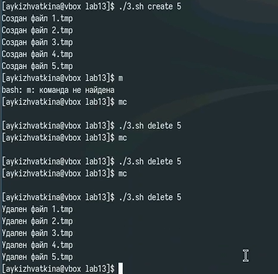 [aykizhvatkina@vbox lab13]$ ./3.sh create 5
Создан файл 1.tmp
Создан файл 2.tmp
Создан файл 3.tmp
Создан файл 4.tmp
Создан файл 5.tmp
[aykizhvatkina@vbox lab13]$ m
bash: m: команда не найдена
[aykizhvatkina@vbox lab13]$ mc
[aykizhvatkina@vbox lab13]$ ./3.sh delete 5
[aykizhvatkina@vbox lab13]$ mc
[aykizhvatkina@vbox lab13]$ ./3.sh delete 5
[aykizhvatkina@vbox lab13]$ mc
[aykizhvatkina@vbox lab13]$ ./3.sh delete 5
Удален файл 1.tmp
Удален файл 2.tmp
Удален файл 3.tmp
Удален файл 4.tmp
Удален файл 5.tmp
[aykizhvatkina@vbox lab13]$